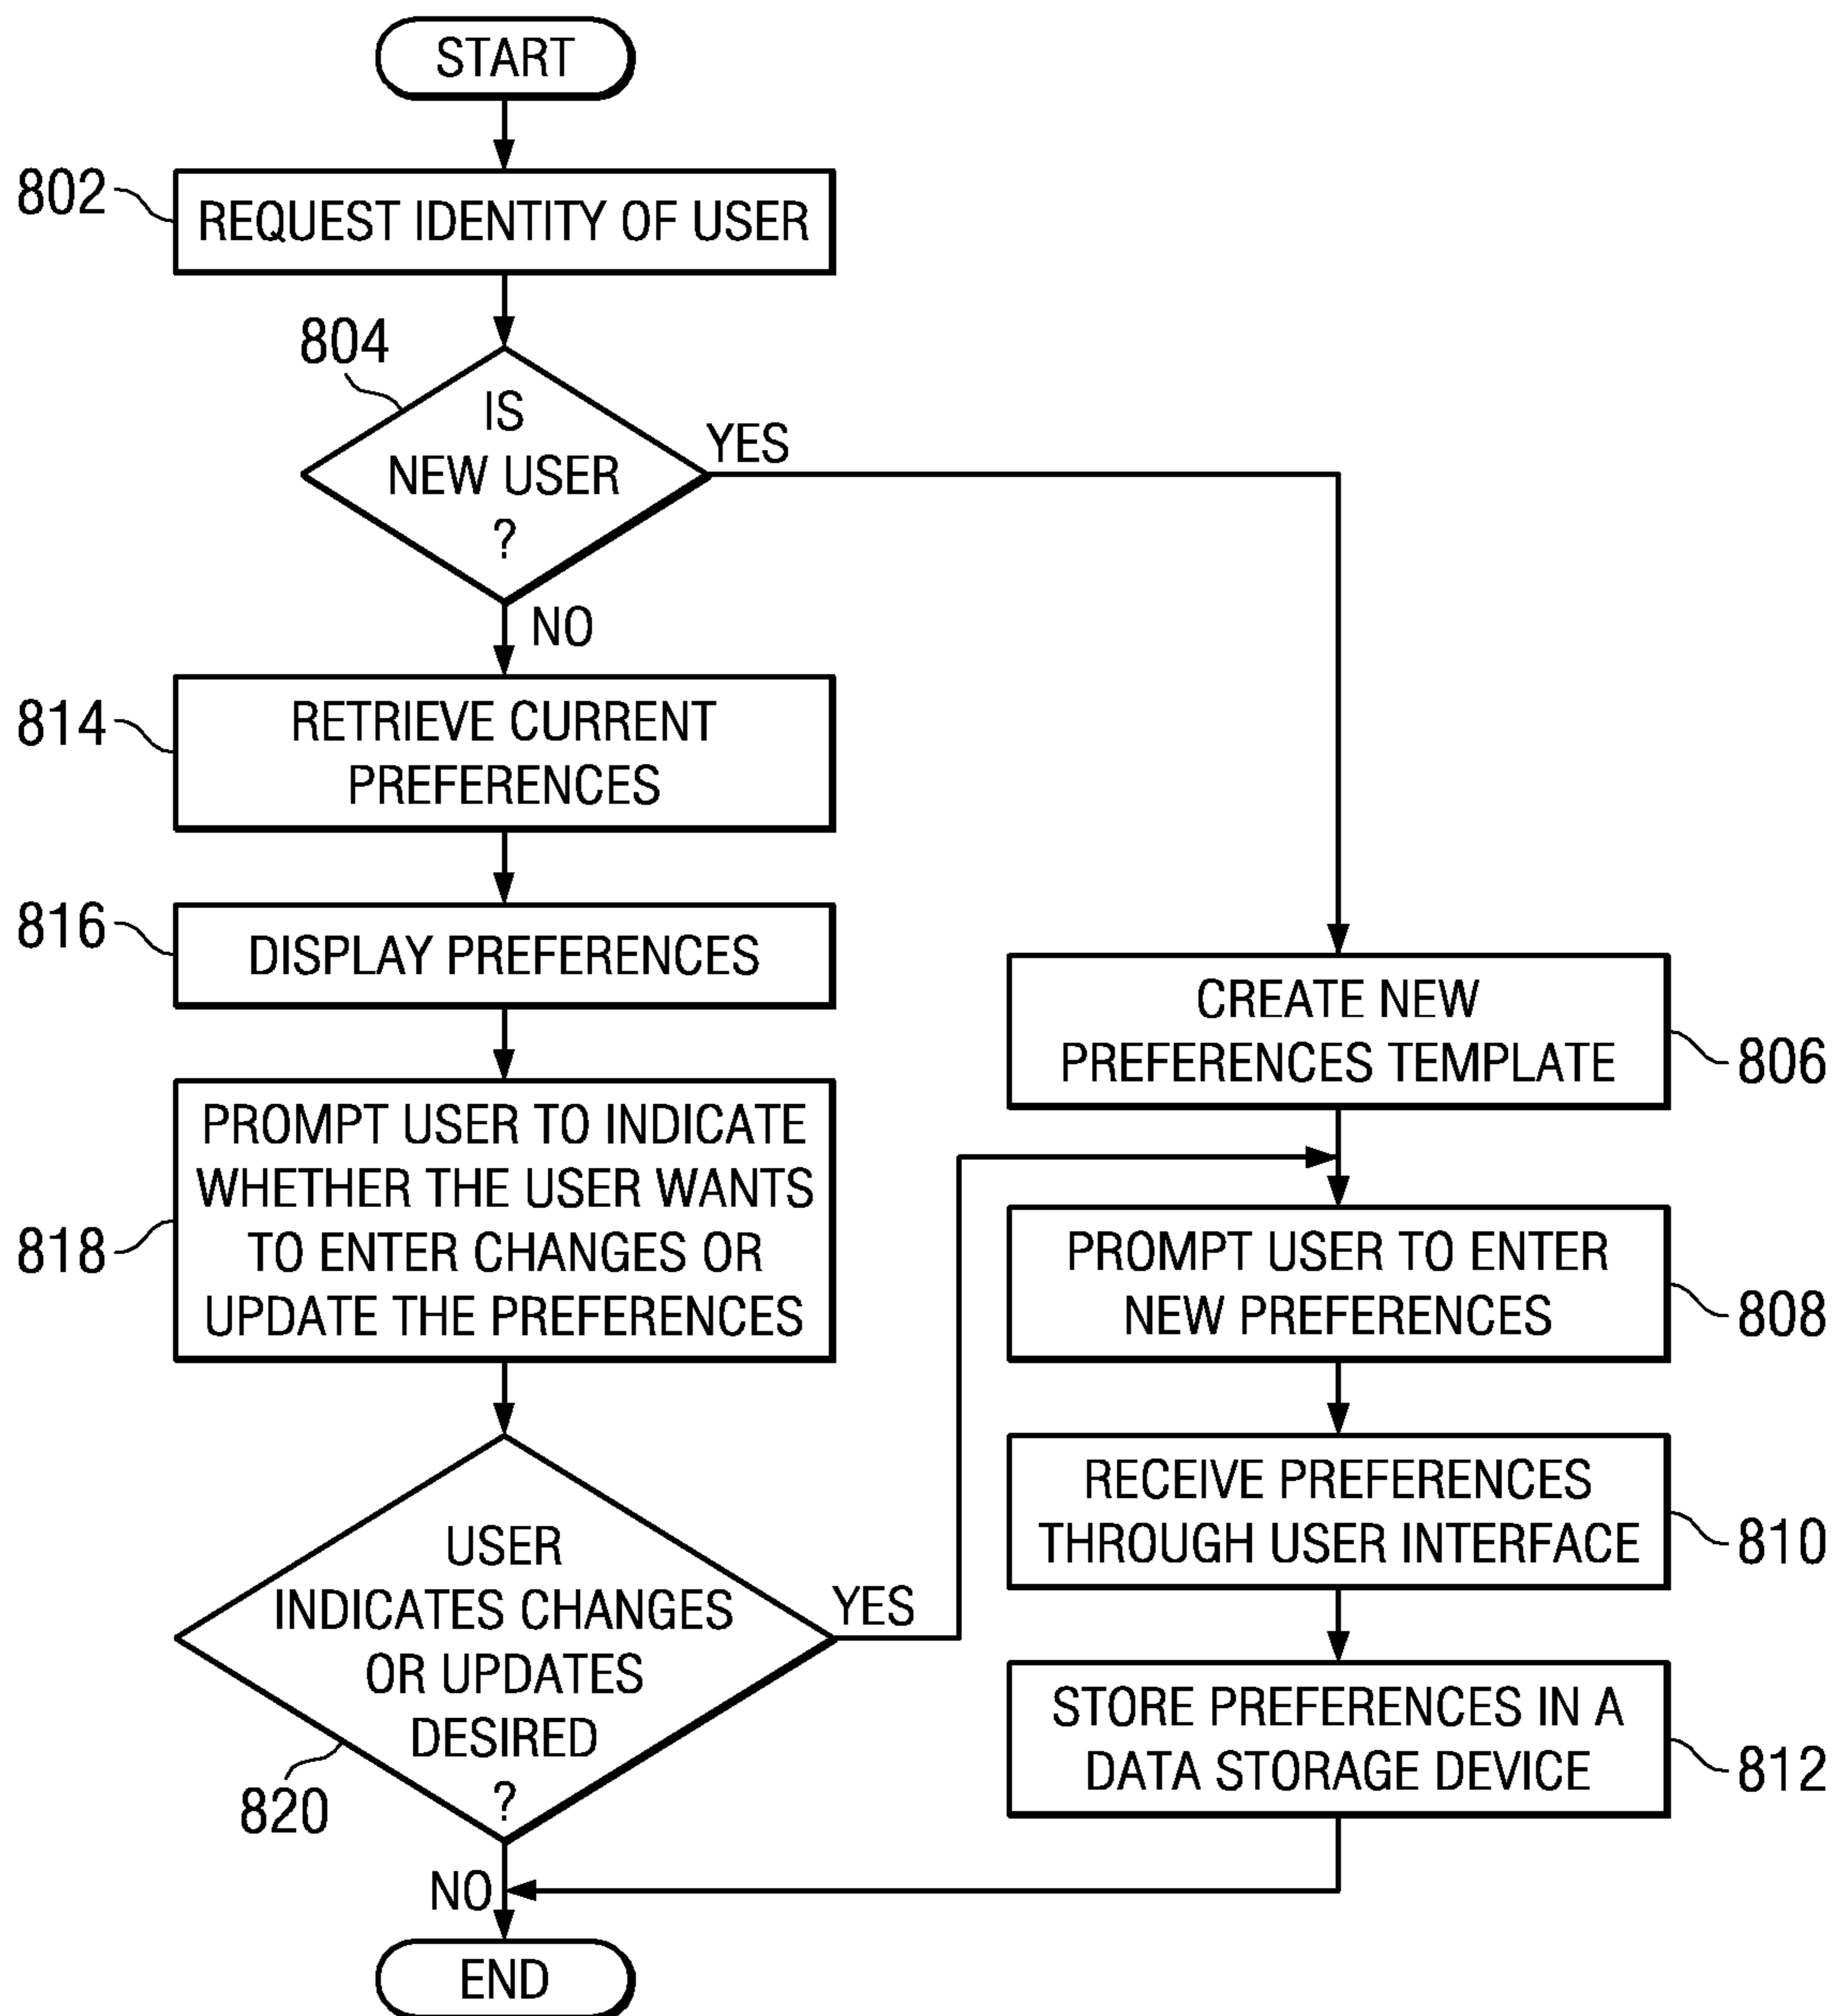 START
802
REQUEST IDENTITY OF USER
804
IS
NEW USER
?
YES
NO
814
RETRIEVE CURRENT
PREFERENCES
816
DISPLAY PREFERENCES
818
PROMPT USER TO INDICATE
WHETHER THE USER WANTS
TO ENTER CHANGES OR
UPDATE THE PREFERENCES
820
USER
INDICATES CHANGES
OR UPDATES
DESIRED
?
YES
NO
CREATE NEW
PREFERENCES TEMPLATE
806
PROMPT USER TO ENTER
NEW PREFERENCES
808
RECEIVE PREFERENCES
THROUGH USER INTERFACE
810
STORE PREFERENCES IN A
DATA STORAGE DEVICE
812
END